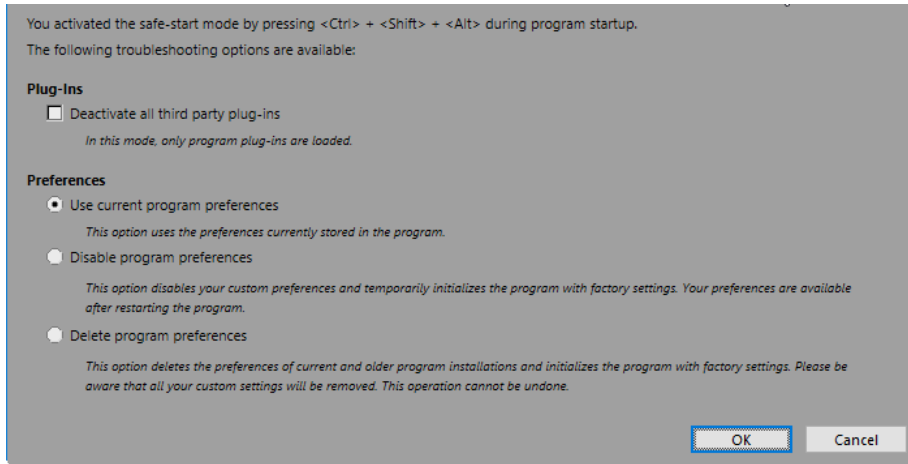 You activated the safe-start mode by pressing <Ctrl> + <Shift> + <Alt> during program startup.
The following troubleshooting options are available:
Plug-Ins
Deactivate all third party plug-ins
In this mode, only program plug-ins are loaded.
Preferences
Use current program preferences
This option uses the preferences currently stored in the program.
Disable program preferences
This option disables your custom preferences and temporarily initializes the program with factory settings. Your preferences are available
after restarting the program.
Delete program preferences
This option deletes the preferences of current and older program installations and initializes the program with factory settings. Please be
aware that all your custom settings will be removed. This operation cannot be undone.
OK Cancel